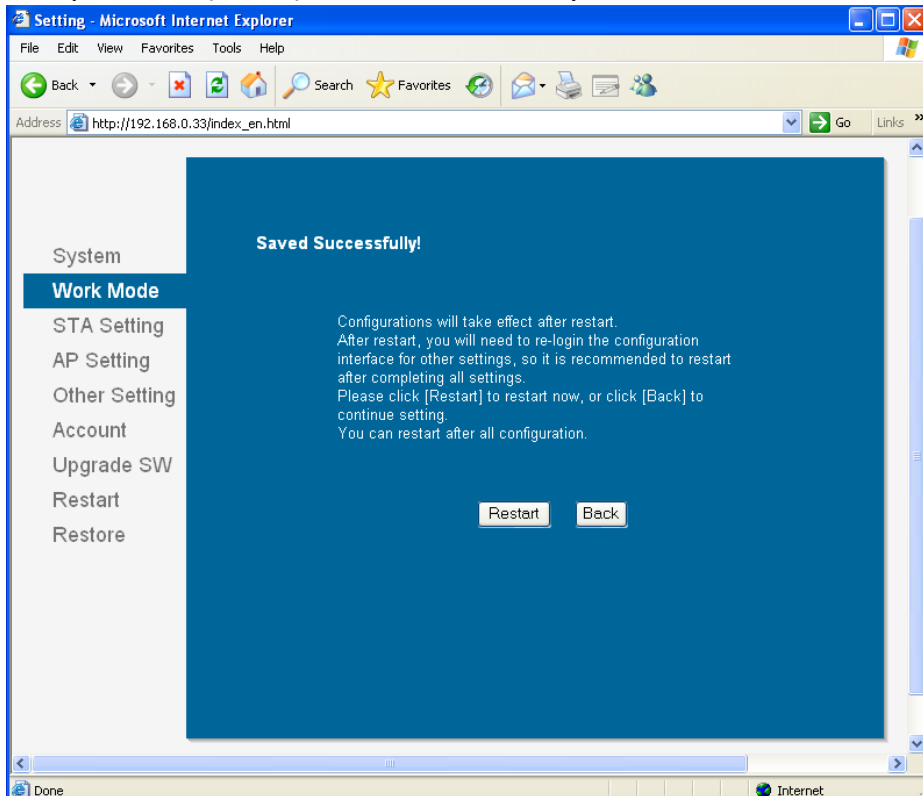 Setting - Microsoft Internet Explorer
File Edit View Favorites Tools Help
Back Search Favorites
Address http://192.168.0.33/index_en.html Go Links »
Saved Successfully!
System
Work Mode
STA Setting
AP Setting
Other Setting
Account
Upgrade SW
Restart
Restore
Configurations will take effect after restart.
After restart, you will need to re-login the configuration
interface for other settings, so it is recommended to restart
after completing all settings.
Please click [Restart] to restart now, or click [Back] to
continue setting.
You can restart after all configuration.
Restart Back
Done Internet